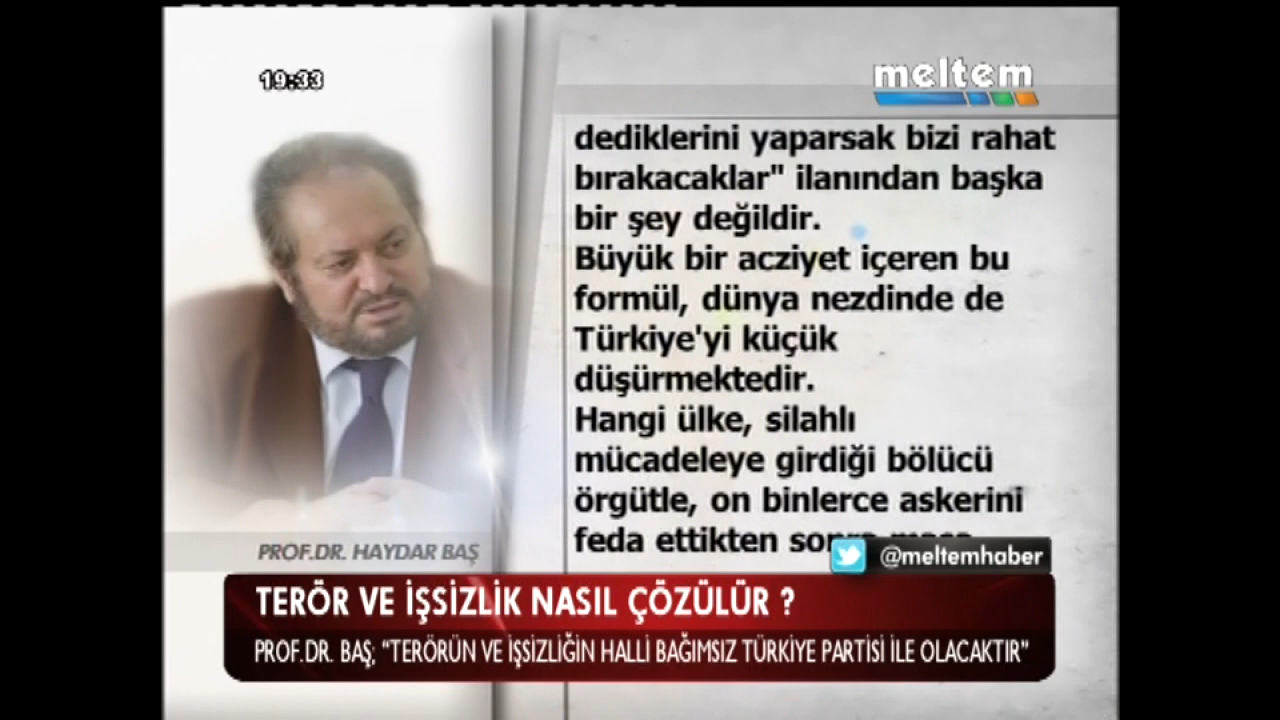 19:33
meltem
dediklerini yaparsak bizi rahat
bırakacaklar" ilanından başka
bir şey değildir.
Büyük bir acziyet içeren bu
formül, dünya nezdinde de
Türkiye'yi küçük
düşürmektedir.
Hangi ülke, silahlı
mücadeleye girdiği bölücü
örgütle, on binlerce askerini
feda ettikten sonra
@meltemhaber
PROF.DR. HAYDAR BAŞ
TERÖR VE İŞSİZLİK NASIL ÇÖZÜLÜR ?
PROF.DR. BAŞ; “TERÖRÜN VE İŞSİZLİĞİN HALLİ BAĞIMSIZ TÜRKİYE PARTİSİ İLE OLACAKTIR”